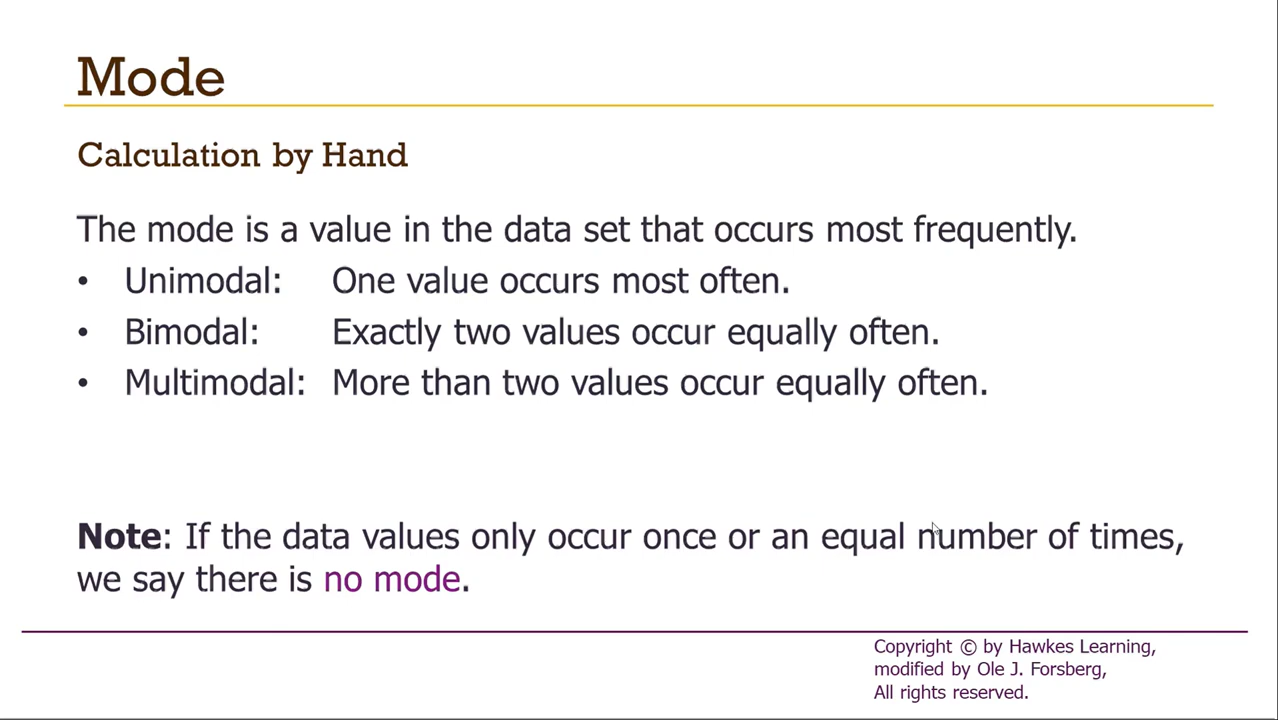 Mode
Calculation by Hand
The mode is a value in the data set that occurs most frequently.
• Unimodal: One value occurs most often.
• Bimodal: Exactly two values occur equally often.
• Multimodal: More than two values occur equally often.
Note: If the data values only occur once or an equal number of times,
we say there is no mode.
Copyright © by Hawkes Learning,
modified by Ole J. Forsberg,
All rights reserved.